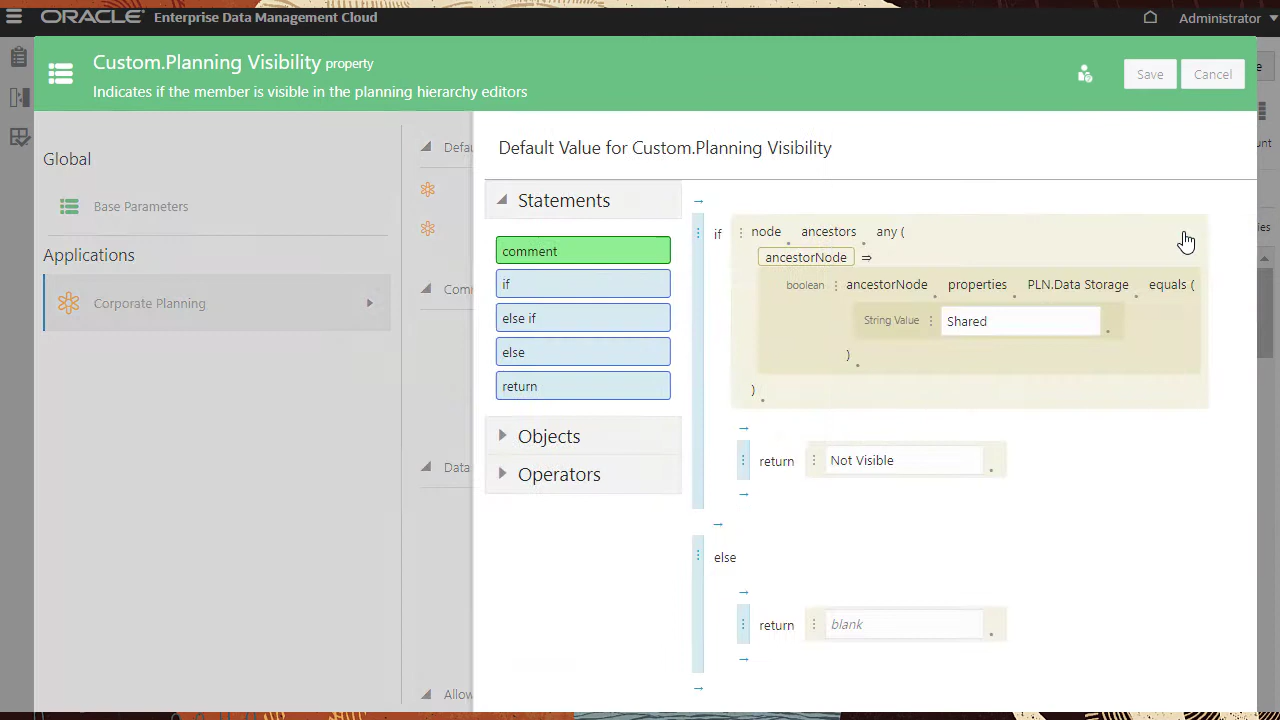 ORACLE Enterprise Data Management Cloud
Administrator
Custom.Planning Visibility property
Indicates if the member is visible in the planning hierarchy editors
Save
Cancel
Global
Base Parameters
Applications
Corporate Planning
Default Value for Custom.Planning Visibility
Statements
comment
if
else if
else
return
Objects
Operators
if node . ancestors . any (
ancestorNode ⇒
boolean ancestorNode . properties . PLN.Data Storage . equals (
String Value Shared .
) .
) .
return Not Visible .
else
return blank .
Data